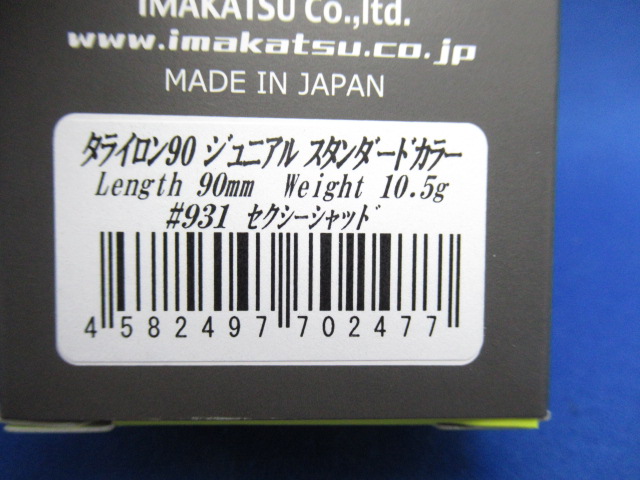 IMAKATSU Co.,ltd.
www.imakatsu.co.jp
MADE IN JAPAN
タライロン90 ジュニアル スタンダードカラー
Length 90mm Weight 10.5g
#931 セクシーシャッド
4 582497 702477